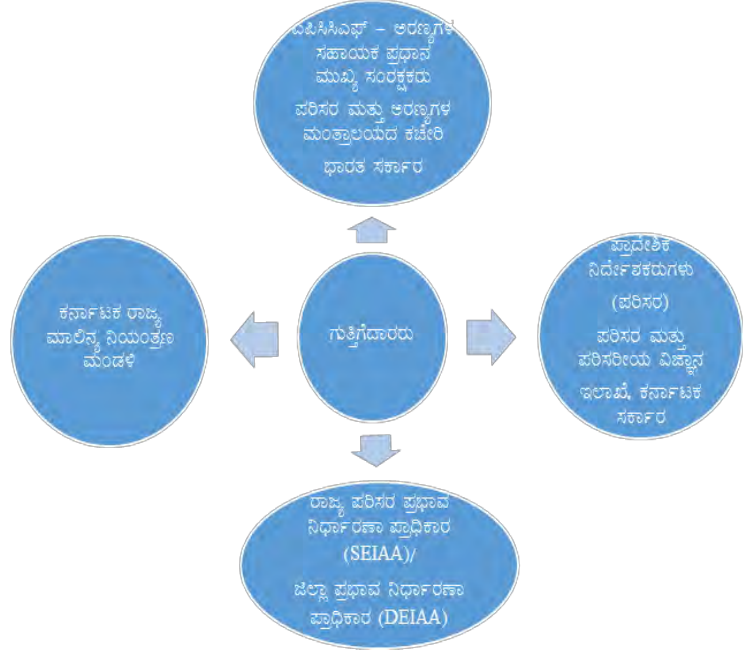 ಎಪಿಸಿಸಿಎಫ್ – ಅರಣ್ಯಗಳ
ಸಹಾಯಕ ಪ್ರಧಾನ
ಮುಖ್ಯ ಸಂರಕ್ಷಕರು
ಪರಿಸರ ಮತ್ತು ಅರಣ್ಯಗಳ
ಮಂತ್ರಾಲಯದ ಕಚೇರಿ
ಭಾರತ ಸರ್ಕಾರ
ಕರ್ನಾಟಕ ರಾಜ್ಯ
ಮಾಲಿನ್ಯ ನಿಯಂತ್ರಣ
ಮಂಡಳಿ
ಗುತ್ತಿಗೆದಾರರು
ಪ್ರಾದೇಶಿಕ
ನಿರ್ದೇಶಕರುಗಳು
(ಪರಿಸರ)
ಪರಿಸರ ಮತ್ತು
ಪರಿಸರೀಯ ವಿಜ್ಞಾನ
ಇಲಾಖೆ, ಕರ್ನಾಟಕ
ಸರ್ಕಾರ
ರಾಜ್ಯ ಪರಿಸರ ಪ್ರಭಾವ
ನಿರ್ಧಾರಣಾ ಪ್ರಾಧಿಕಾರ
(SEIAA)/
ಜಿಲ್ಲಾ ಪ್ರಭಾವ ನಿರ್ಧಾರಣಾ
ಪ್ರಾಧಿಕಾರ (DEIAA)